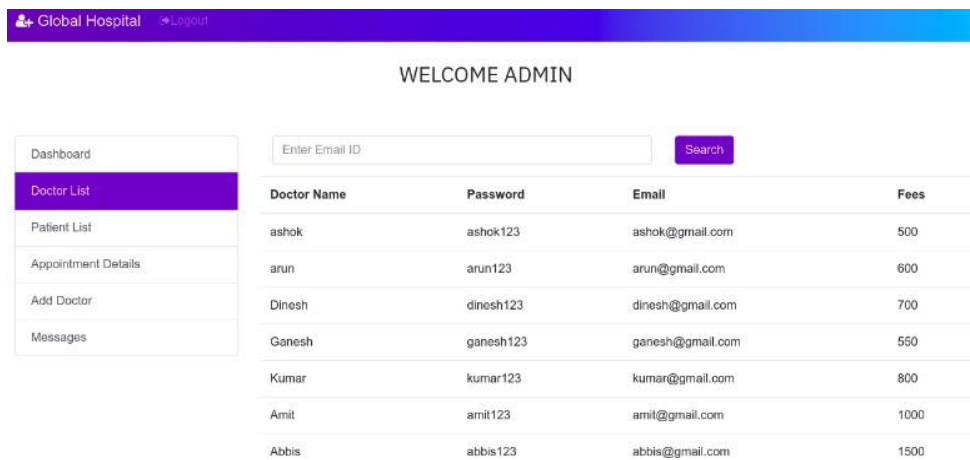 Global Hospital Logout
WELCOME ADMIN
Dashboard
Doctor List
Patient List
Appointment Details
Add Doctor
Messages
Enter Email ID Search
Doctor Name Password Email Fees
ashok ashok123 ashok@gmail.com 500
arun arun123 arun@gmail.com 600
Dinesh dinesh123 dinesh@gmail.com 700
Ganesh ganesh123 ganesh@gmail.com 550
Kumar kumar123 kumar@gmail.com 800
Amit amit123 amit@gmail.com 1000
Abbis abbis123 abbis@gmail.com 1500